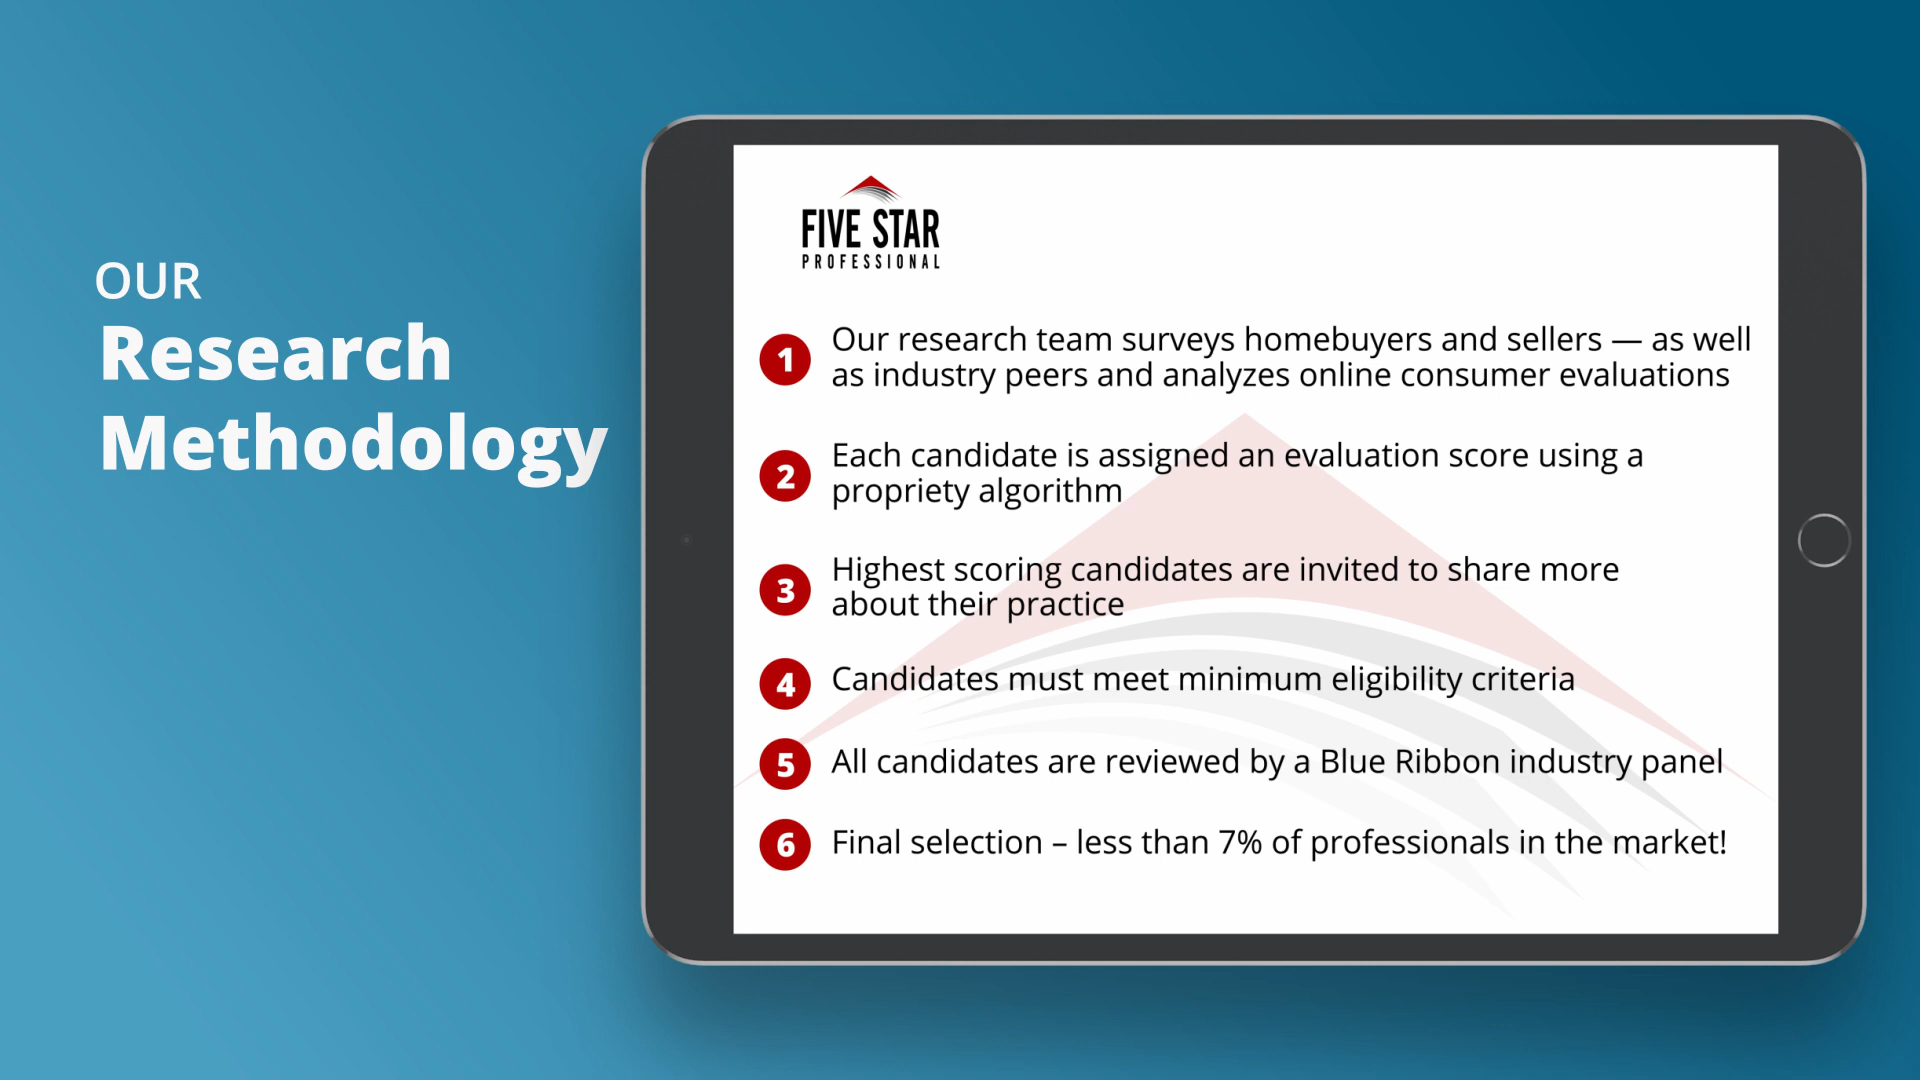 OUR
Research
Methodology
FIVE STAR
PROFESSIONAL
1 Our research team surveys homebuyers and sellers — as well
as industry peers and analyzes online consumer evaluations
2 Each candidate is assigned an evaluation score using a
propriety algorithm
3 Highest scoring candidates are invited to share more
about their practice
4 Candidates must meet minimum eligibility criteria
5 All candidates are reviewed by a Blue Ribbon industry panel
6 Final selection – less than 7% of professionals in the market!